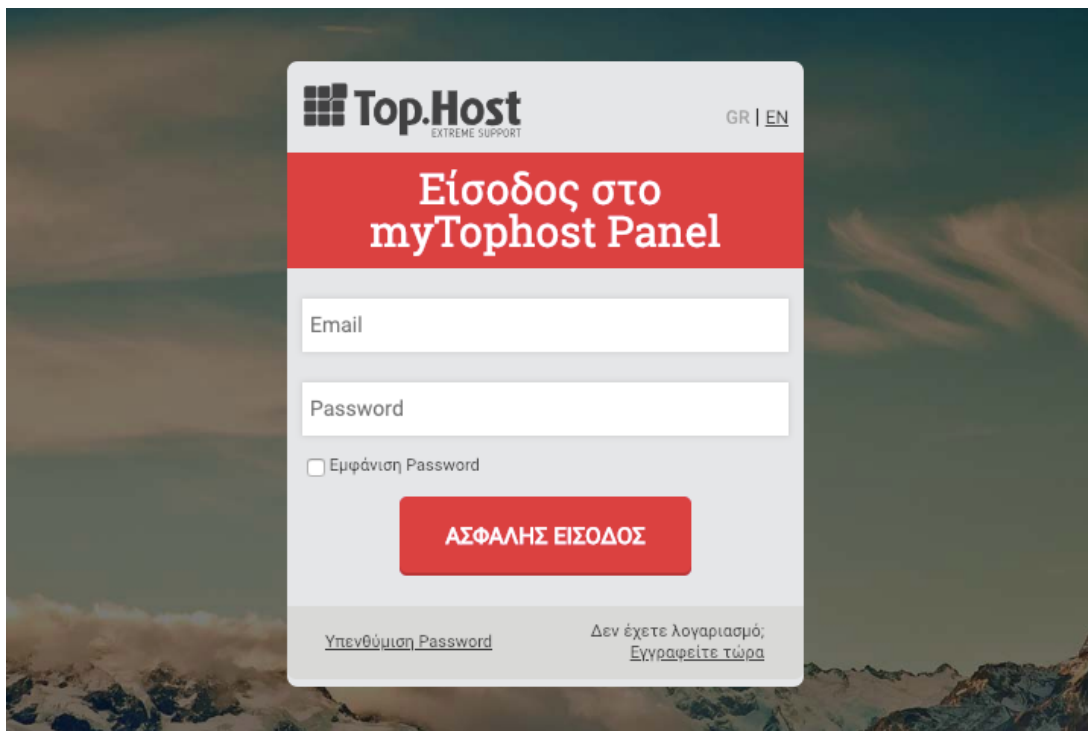 Top.Host
EXTREME SUPPORT
GR | EN
Είσοδος στο
myTophost Panel
Email
Password
Εμφάνιση Password
ΑΣΦΑΛΗΣ ΕΙΣΟΔΟΣ
Υπενθύμιση Password
Δεν έχετε λογαριασμό;
Εγγραφείτε τώρα